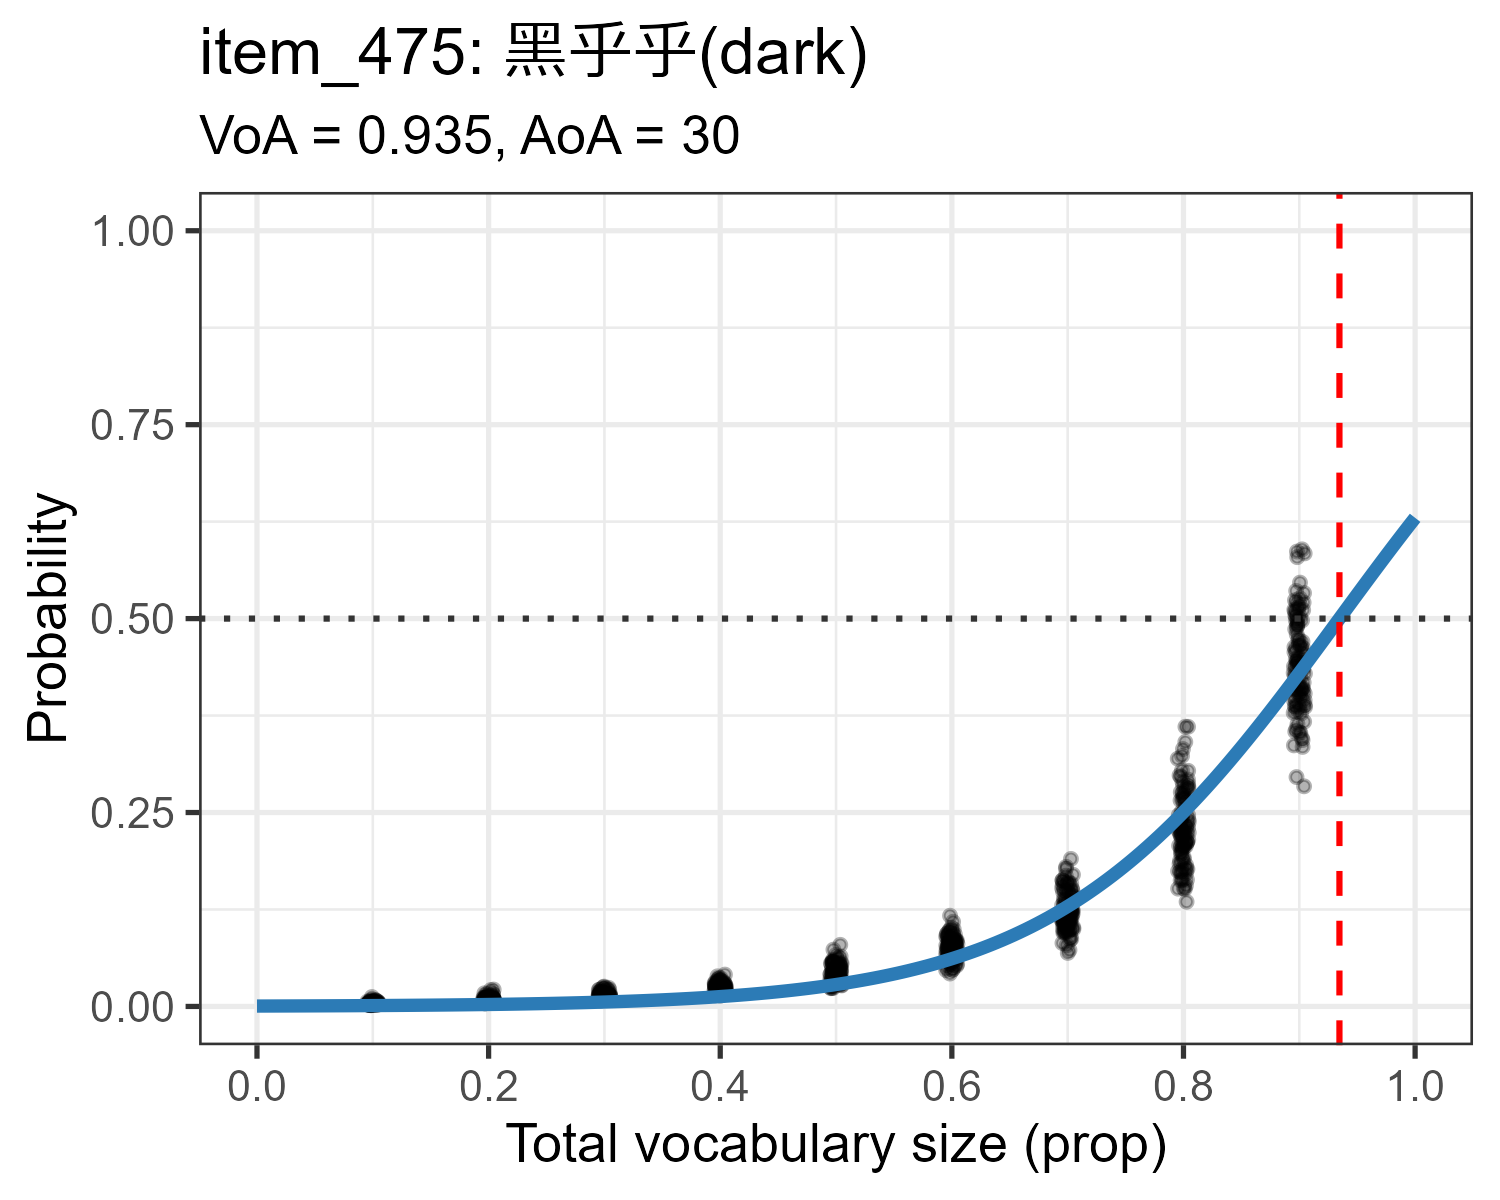 item_475: 黑乎乎(dark)
VoA = 0.935, AoA = 30
1.00
0.75
0.50
0.25
0.00
Probability
0.0 0.2 0.4 0.6 0.8 1.0
Total vocabulary size (prop)